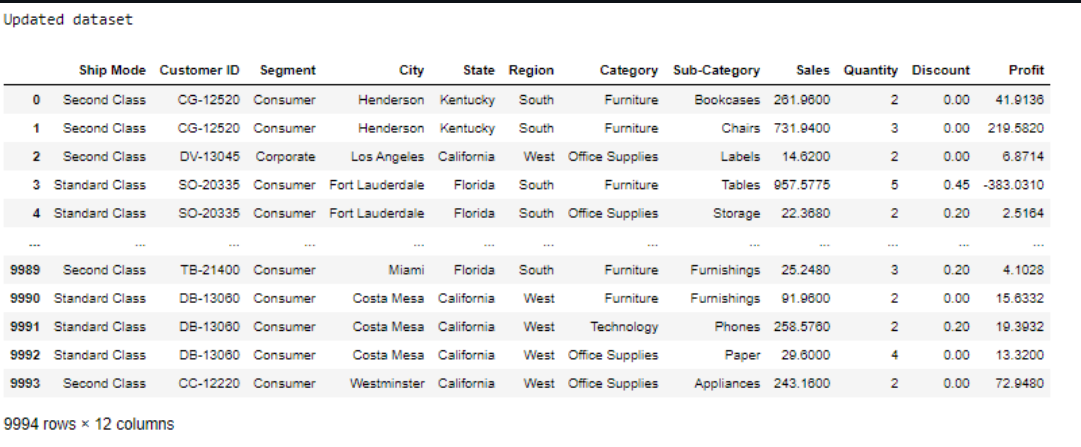 Updated dataset
Ship Mode Customer ID Segment City State Region Category Sub-Category Sales Quantity Discount Profit
0 Second Class CG-12520 Consumer Henderson Kentucky South Furniture Bookcases 261.9600 2 0.00 41.9136
1 Second Class CG-12520 Consumer Henderson Kentucky South Furniture Chairs 731.9400 3 0.00 219.5820
2 Second Class DV-13045 Corporate Los Angeles California West Office Supplies Labels 14.6200 2 0.00 6.8714
3 Standard Class SO-20335 Consumer Fort Lauderdale Florida South Furniture Tables 957.5775 5 0.45 -383.0310
4 Standard Class SO-20335 Consumer Fort Lauderdale Florida South Office Supplies Storage 22.3680 2 0.20 2.5164
... ... ... ... ... ... ... ... ... ... ... ... ...
9989 Second Class TB-21400 Consumer Miami Florida South Furniture Furnishings 25.2480 3 0.20 4.1028
9990 Standard Class DB-13060 Consumer Costa Mesa California West Furniture Furnishings 91.9600 2 0.00 15.6332
9991 Standard Class DB-13060 Consumer Costa Mesa California West Technology Phones 258.5760 2 0.20 19.3932
9992 Standard Class DB-13060 Consumer Costa Mesa California West Office Supplies Paper 29.6000 4 0.00 13.3200
9993 Second Class CC-12220 Consumer Westminster California West Office Supplies Appliances 243.1600 2 0.00 72.9480
9994 rows × 12 columns